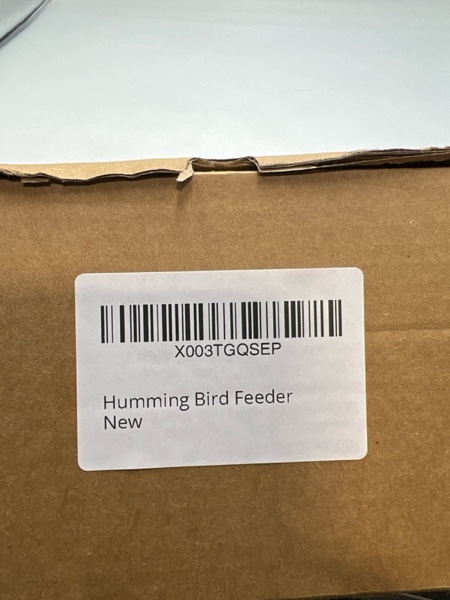 X003TGQSEP
Humming Bird Feeder
New